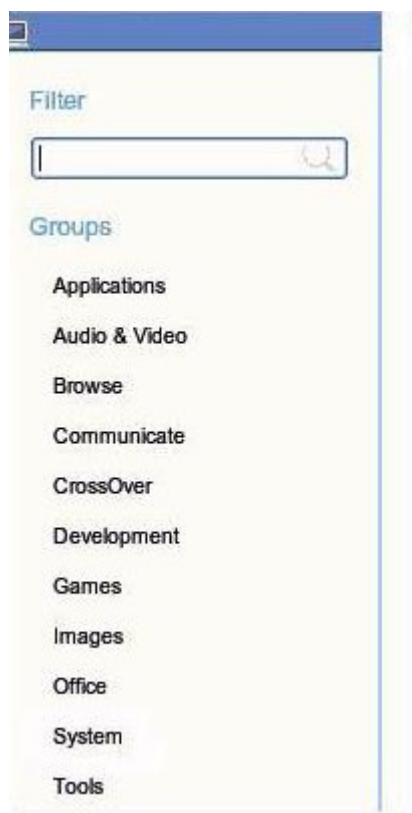 Filter
Groups
Applications
Audio & Video
Browse
Communicate
CrossOver
Development
Games
Images
Office
System
Tools